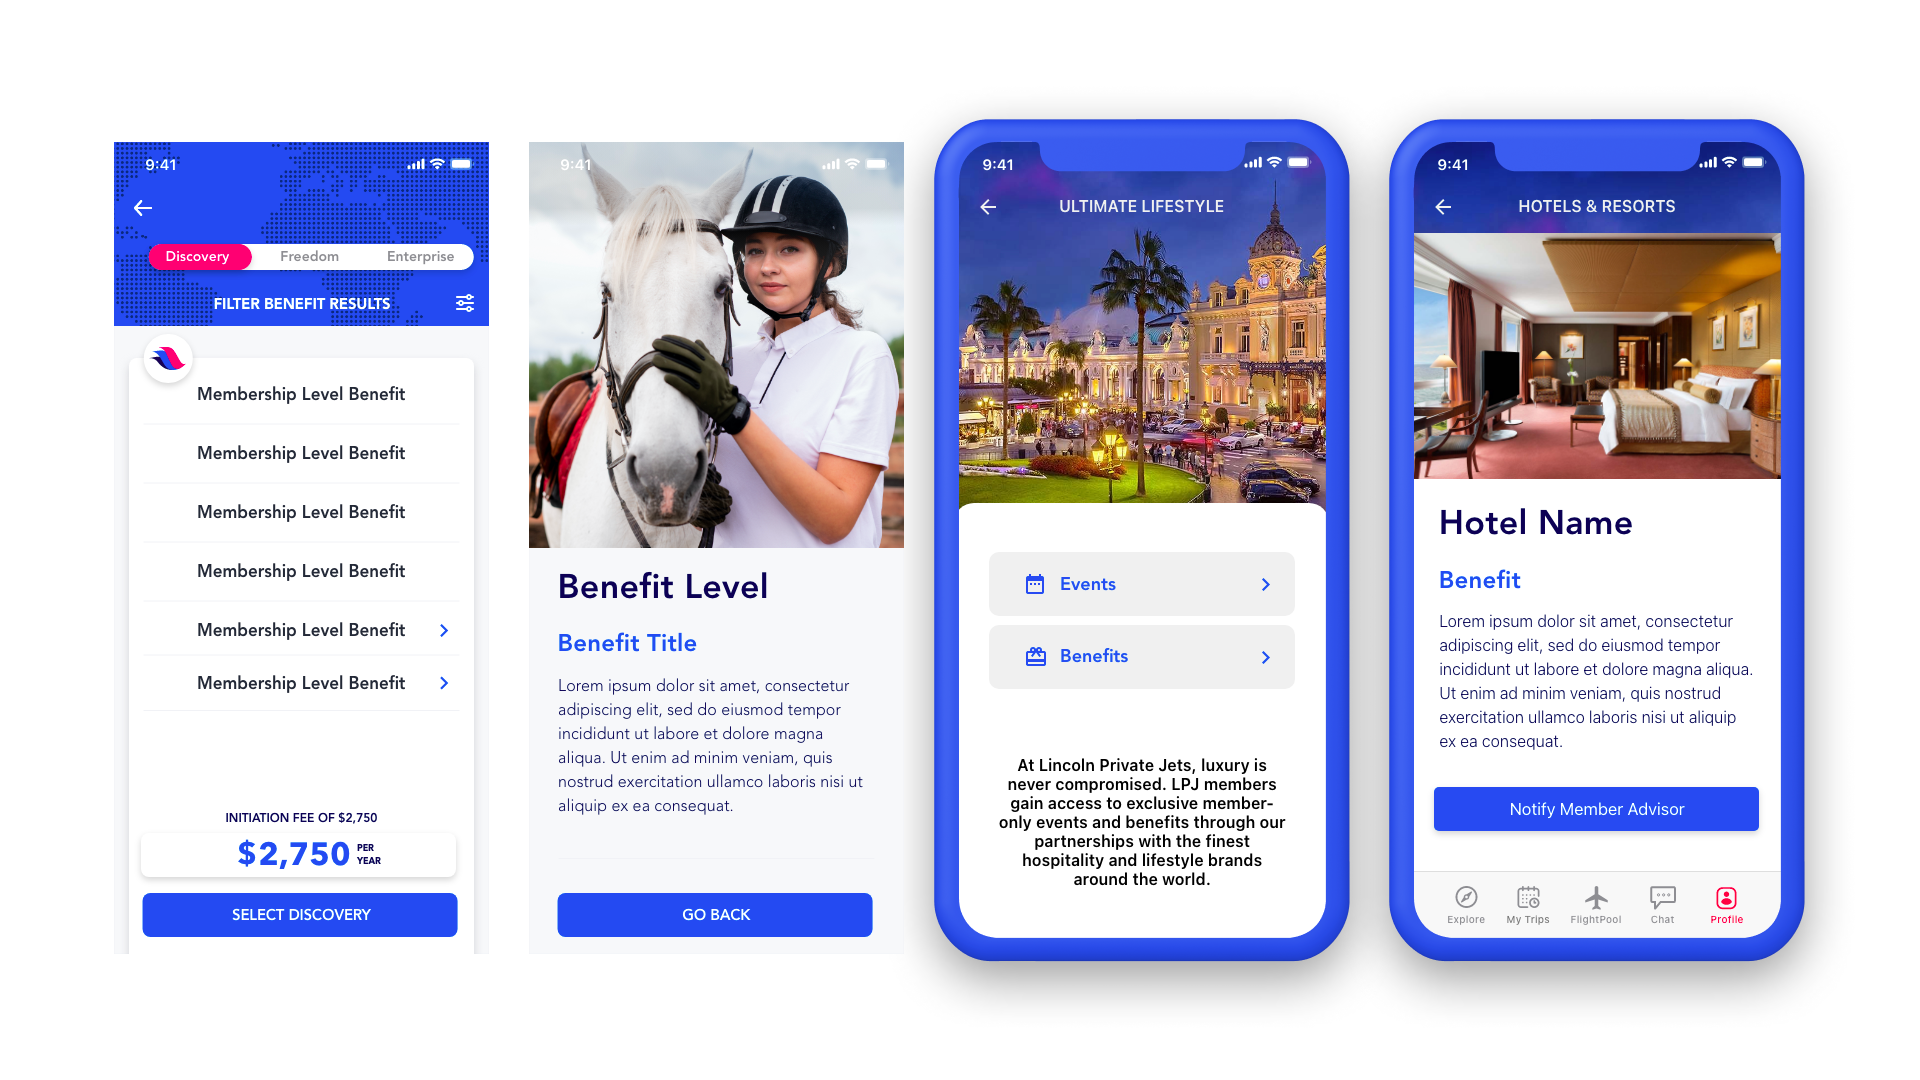 9:41
Discovery
Freedom
Enterprise
FILTER BENEFIT RESULTS
Membership Level Benefit
Membership Level Benefit
Membership Level Benefit
Membership Level Benefit
Membership Level Benefit
Membership Level Benefit
INITIATION FEE OF $2,750
$2,750 PER YEAR
SELECT DISCOVERY
9:41
Benefit Level
Benefit Title
Lorem ipsum dolor sit amet, consectetur
adipiscing elit, sed do eiusmod tempor
incididunt ut labore et dolore magna
aliqua. Ut enim ad minim veniam, quis
nostrud exercitation ullamco laboris nisi ut
aliquip ex ea consequat.
GO BACK
9:41
ULTIMATE LIFESTYLE
Events
Benefits
At Lincoln Private Jets, luxury is
never compromised. LPJ members
gain access to exclusive member-
only events and benefits through our
partnerships with the finest
hospitality and lifestyle brands
around the world.
9:41
HOTELS & RESORTS
Hotel Name
Benefit
Lorem ipsum dolor sit amet, consectetur
adipiscing elit, sed do eiusmod tempor
incididunt ut labore et dolore magna aliqua.
Ut enim ad minim veniam, quis nostrud
exercitation ullamco laboris nisi ut aliquip
ex ea consequat.
Notify Member Advisor
Explore
My Trips
FlightPool
Chat
Profile